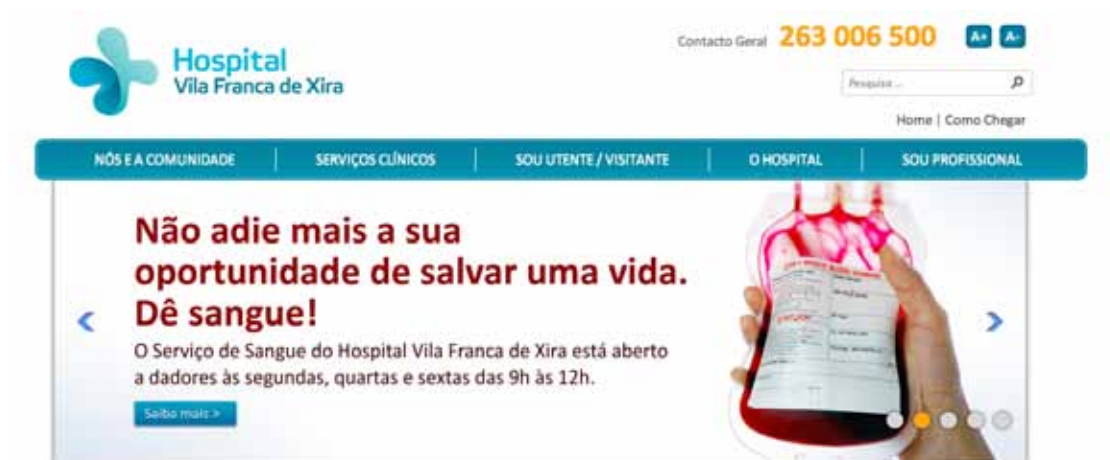 Hospital
Vila Franca de Xira
Contacto Geral 263 006 500 A+ A-
Pesquisa ...
Home | Como Chegar
NÓS E A COMUNIDADE | SERVIÇOS CLÍNICOS | SOU UTENTE / VISITANTE | O HOSPITAL | SOU PROFISSIONAL
Não adie mais a sua
oportunidade de salvar uma vida.
Dê sangue!
O Serviço de Sangue do Hospital Vila Franca de Xira está aberto
a dadores às segundas, quartas e sextas das 9h às 12h.
Saiba mais >